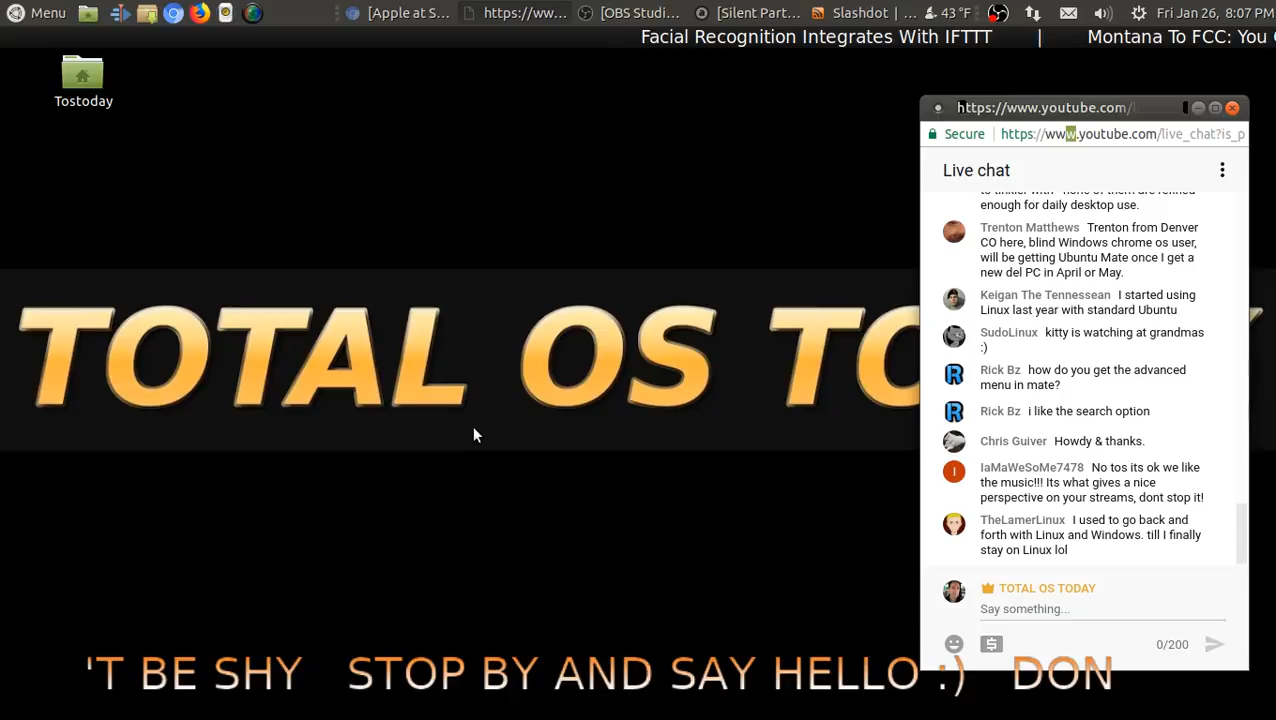 Menu [Apple at S... https://ww... [OBS Studi... [Silent Part... Slashdot |... 43 °F Fri Jan 26, 8:07 PM
Facial Recognition Integrates With IFTTT | Montana To FCC: You
Tostoday
TOTAL OS TO
https://www.youtube.com/
Secure | https://www.youtube.com/live_chat?is_p
Live chat
enough for daily desktop use.
Trenton Matthews Trenton from Denver
CO here, blind Windows chrome os user,
will be getting Ubuntu Mate once I get a
new del PC in April or May.
Keigan The Tennessean I started using
Linux last year with standard Ubuntu
SudoLinux kitty is watching at grandmas
:)
Rick Bz how do you get the advanced
menu in mate?
Rick Bz i like the search option
Chris Guiver Howdy & thanks.
IaMaWeSoMe7478 No tos its ok we like
the music!!! Its what gives a nice
perspective on your streams, dont stop it!
TheLamerLinux I used to go back and
forth with Linux and Windows. till I finally
stay on Linux lol
TOTAL OS TODAY
Say something...
0/200
'T BE SHY STOP BY AND SAY HELLO :) DON